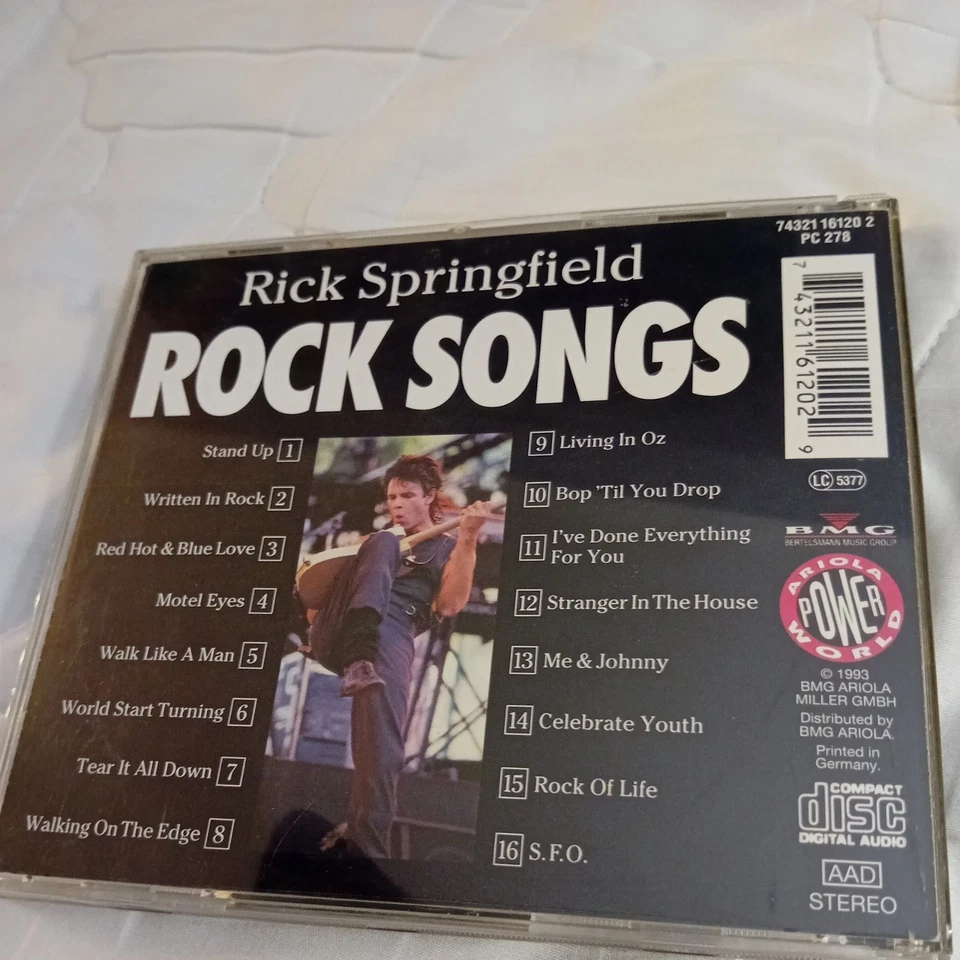 74321 16120 2
PC 278
Rick Springfield
ROCK SONGS
Stand Up 1
Written In Rock 2
Red Hot & Blue Love 3
Motel Eyes 4
Walk Like A Man 5
World Start Turning 6
Tear It All Down 7
Walking On The Edge 8
9 Living In Oz
10 Bop 'Til You Drop
11 I've Done Everything
For You
12 Stranger In The House
13 Me & Johnny
14 Celebrate Youth
15 Rock Of Life
16 S.F.O.
7 43211 61202 9
LC 5377
BMG
BERTELSMANN MUSIC GROUP
ARIOLA
POWER
WORLD
© 1993
BMG ARIOLA
MILLER GMBH
Distributed by
BMG ARIOLA.
Printed in
Germany.
COMPACT
disc
DIGITAL AUDIO
AAD
STEREO